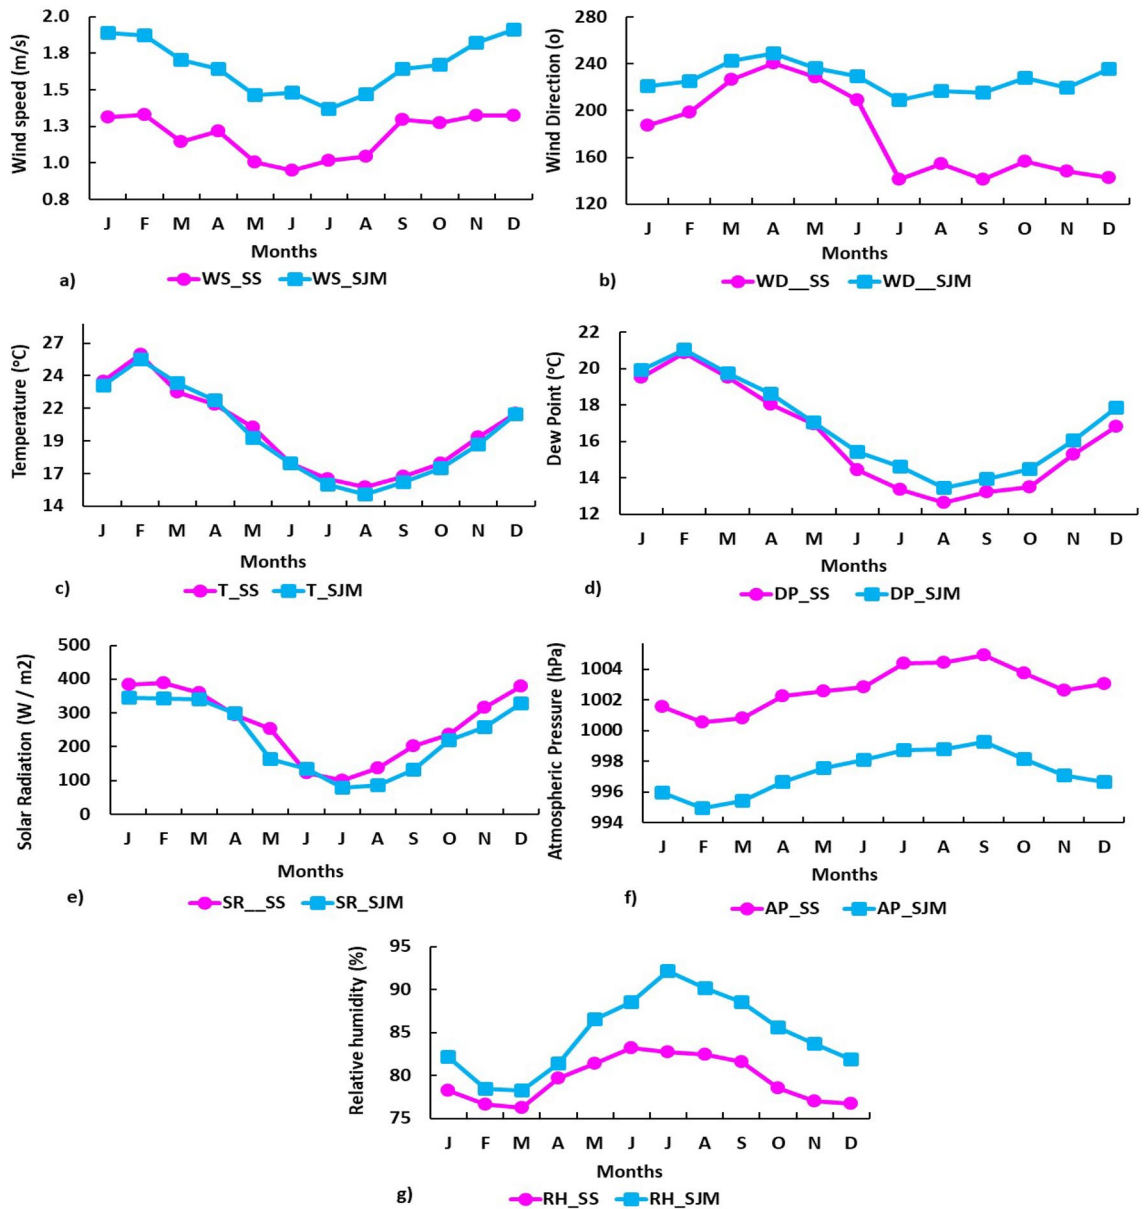 Wind speed (m/s)
2.0
1.8
1.5
1.3
1.0
0.8
J F M A M J J A S O N D
Months
a) WS_SS WS_SJM
Wind Direction (o)
280
240
200
160
120
J F M A M J J A S O N D
Months
b) WD__SS WD__SJM
Temperature (°C)
27
24
22
19
17
14
J F M A M J J A S O N D
Months
c) T_SS T_SJM
Dew Point (°C)
22
20
18
16
14
12
J F M A M J J A S O N D
Months
d) DP_SS DP_SJM
Solar Radiation (W / m2)
500
400
300
200
100
0
J F M A M J J A S O N D
Months
e) SR__SS SR_SJM
Atmospheric Pressure (hPa)
1004
1002
1000
998
996
994
J F M A M J J A S O N D
Months
f) AP_SS AP_SJM
Relative humidity (%)
95
90
85
80
75
J F M A M J J A S O N D
Months
g) RH_SS RH_SJM